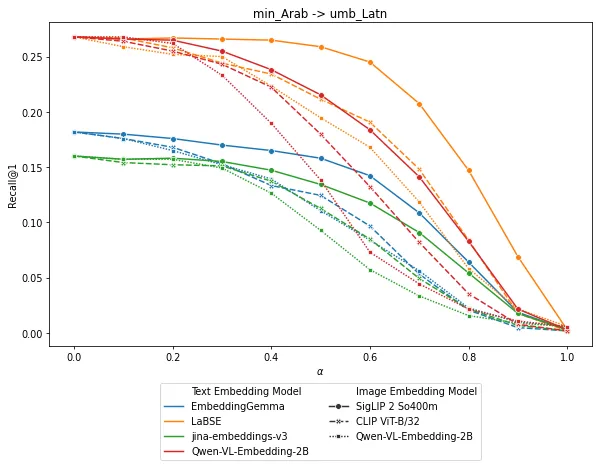 min_Arab -> umb_Latn
Recall@1
0.25
0.20
0.15
0.10
0.05
0.00
0.0 0.2 0.4 0.6 0.8 1.0
α
Text Embedding Model Image Embedding Model
EmbeddingGemma SigLIP 2 So400m
LaBSE CLIP ViT-B/32
jina-embeddings-v3 Qwen-VL-Embedding-2B
Qwen-VL-Embedding-2B